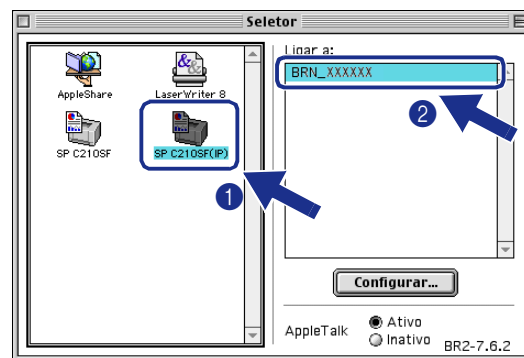 Seletor
AppleShare
LaserWriter 8
SP C210SF
SP C210SF(IP)
1
Ligar a:
BRN_XXXXXX
2
Configurar...
AppleTalk
Ativo
Inativo
BR2-7.6.2